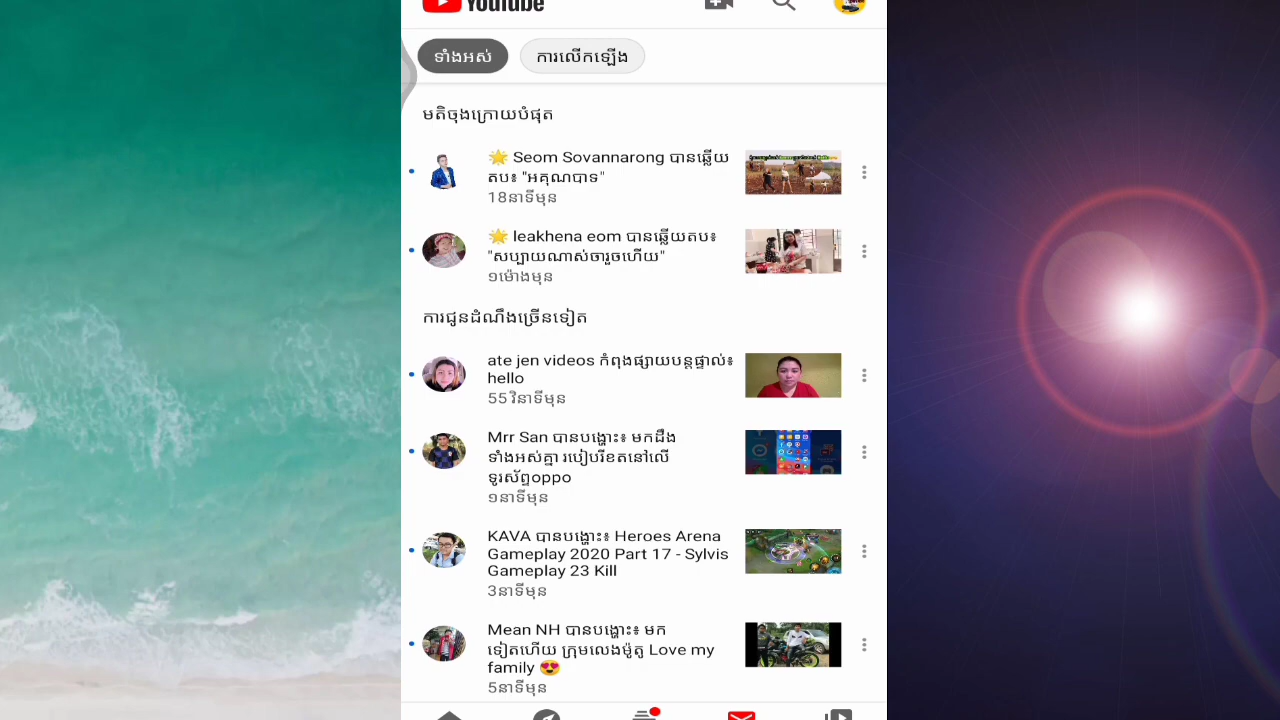 YouTube
ទាំងអស់
ការលើកឡើង
មតិចុងក្រោយបំផុត
🌟 Seom Sovannarong បានឆ្លើយ
តប៖ "អគុណបាទ"
18នាទីមុន
🌟 leakhena eom បានឆ្លើយតប៖
"សប្បាយណាស់ចារួចហើយ"
១ម៉ោងមុន
ការជូនដំណឹងច្រើនទៀត
ate jen videos កំពុងផ្សាយបន្តផ្ទាល់៖
hello
55 វិនាទីមុន
Mrr San បានបង្ហោះ៖ មកដឹង
ទាំងអស់គ្នា របៀបរីខតនៅលើ
ទូរស័ព្ទoppo
១នាទីមុន
KAVA បានបង្ហោះ៖ Heroes Arena
Gameplay 2020 Part 17 - Sylvis
Gameplay 23 Kill
3នាទីមុន
Mean NH បានបង្ហោះ៖ មក
ទៀតហើយ ក្រុមលេងម៉ូតូ Love my
family 😍
5នាទីមុន